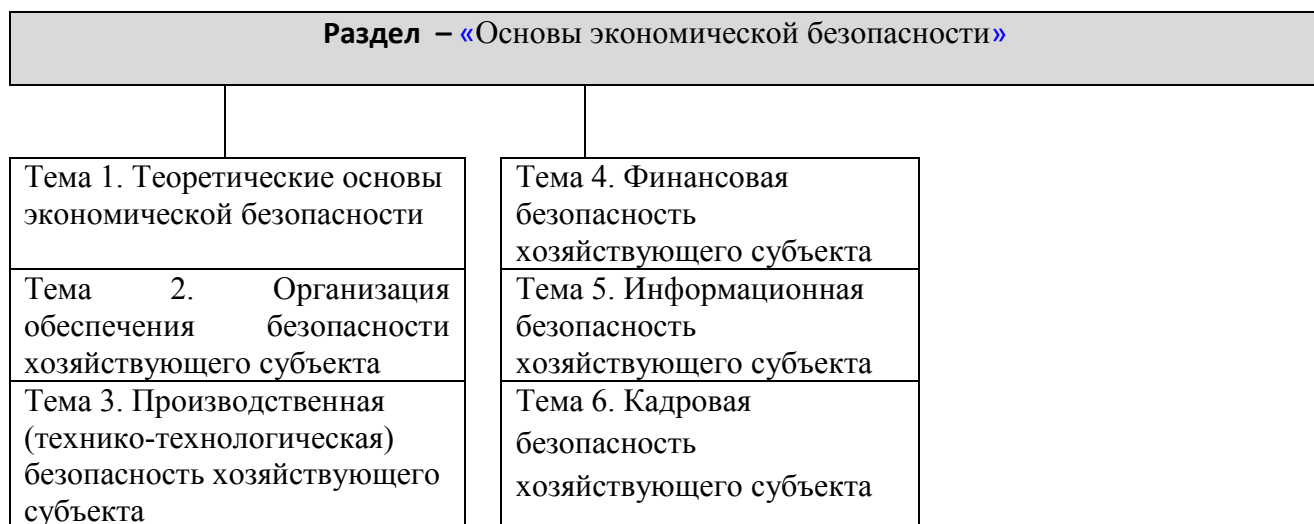 Раздел – «Основы экономической безопасности»
Тема 1. Теоретические основы
экономической безопасности
Тема 2. Организация
обеспечения безопасности
хозяйствующего субъекта
Тема 3. Производственная
(технико-технологическая)
безопасность хозяйствующего
субъекта
Тема 4. Финансовая
безопасность
хозяйствующего субъекта
Тема 5. Информационная
безопасность
хозяйствующего субъекта
Тема 6. Кадровая
безопасность
хозяйствующего субъекта